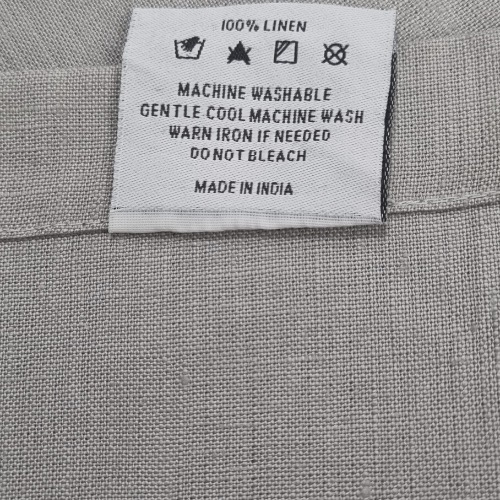 100% LINEN
MACHINE WASHABLE
GENTLE COOL MACHINE WASH
WARN IRON IF NEEDED
DO NOT BLEACH
MADE IN INDIA